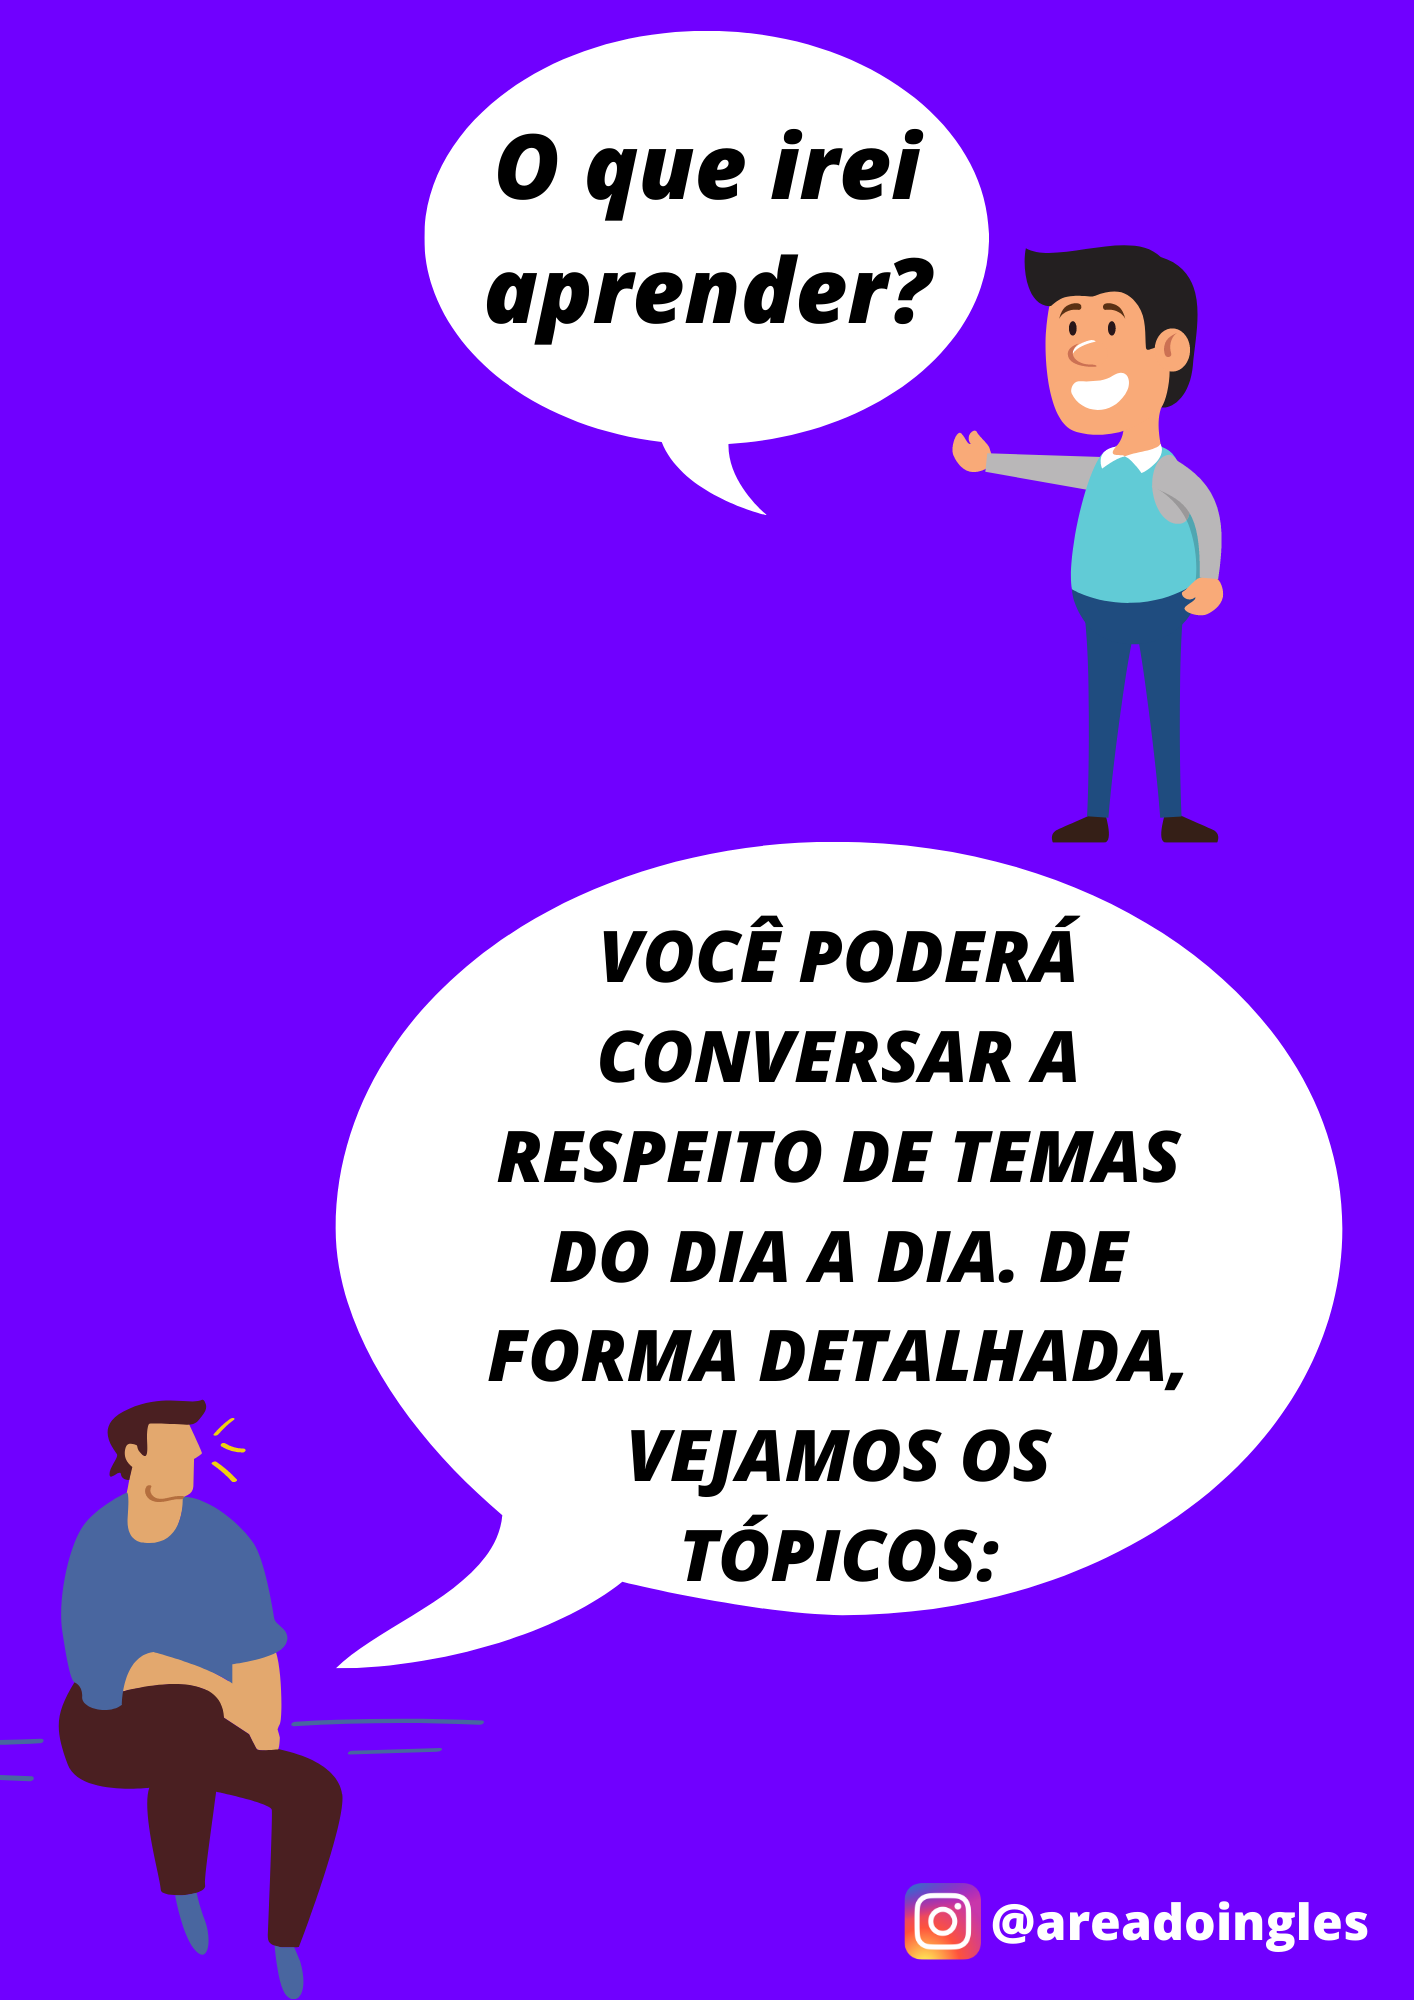 O que irei
aprender?
VOCÊ PODERÁ
CONVERSAR A
RESPEITO DE TEMAS
DO DIA A DIA. DE
FORMA DETALHADA,
VEJAMOS OS
TÓPICOS:
@areadoingles